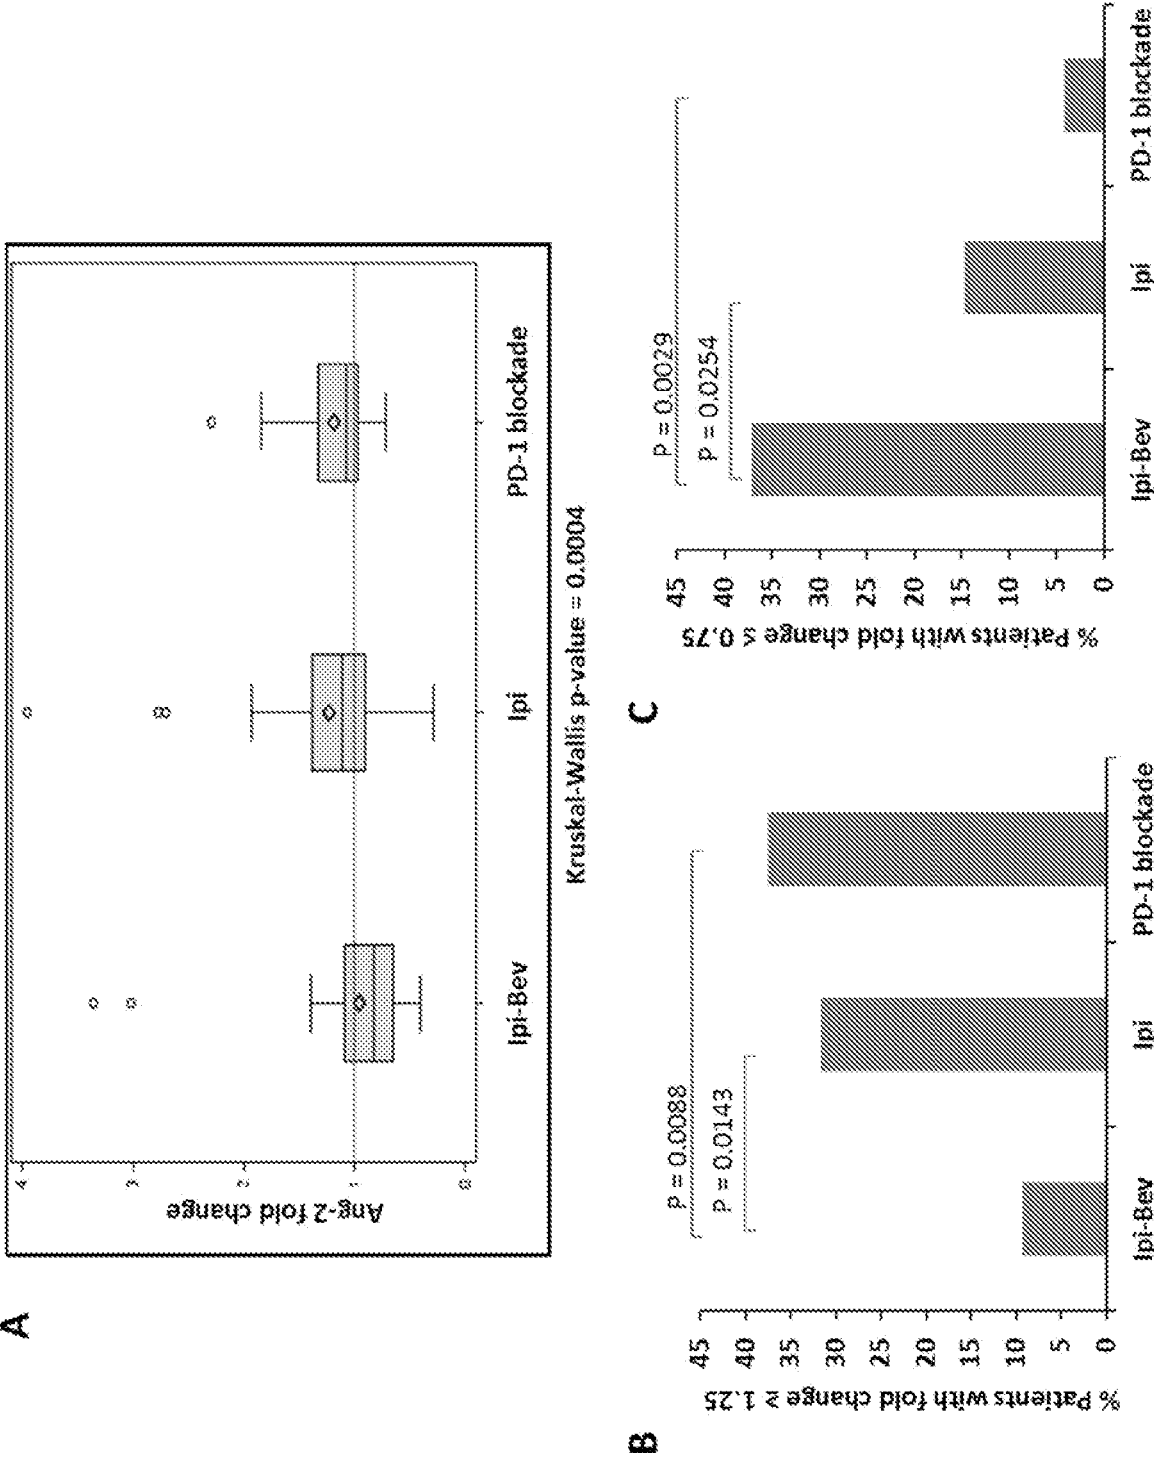 A
Ang-2 fold change
4
3
2
1
0
Ipi-Bev
Ipi
PD-1 blockade
Kruskal-Wallis p-value = 0.0004
B
% Patients with fold change ≥ 1.25
45
40
35
30
25
20
15
10
5
0
P = 0.0088
P = 0.0143
Ipi-Bev
Ipi
PD-1 blockade
C
% Patients with fold change ≤ 0.75
45
40
35
30
25
20
15
10
5
0
P = 0.0029
P = 0.0254
Ipi-Bev
Ipi
PD-1 blockade